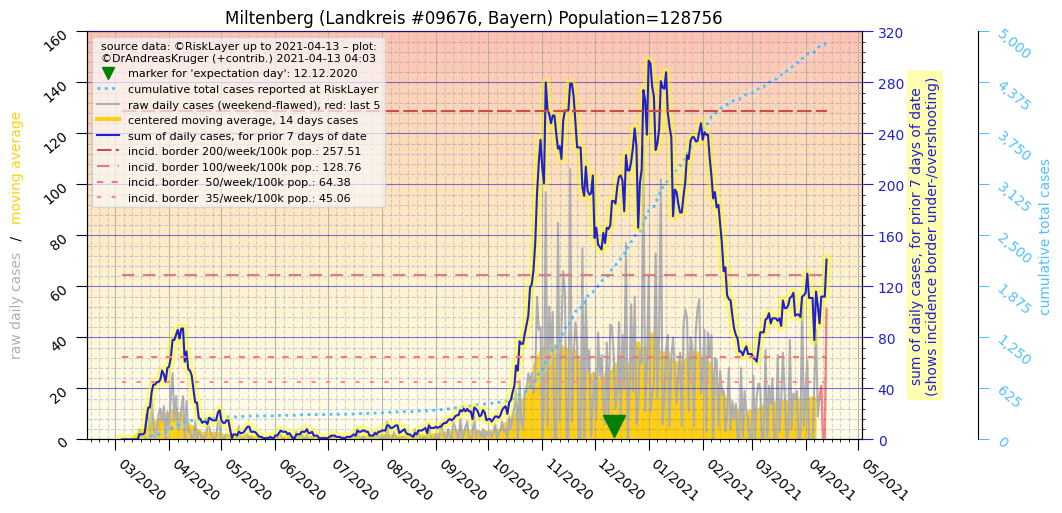 Miltenberg (Landkreis #09676, Bayern) Population=128756
source data: ©RiskLayer up to 2021-04-13 – plot:
©DrAndreasKruger (+contrib.) 2021-04-13 04:03
marker for 'expectation day': 12.12.2020
cumulative total cases reported at RiskLayer
raw daily cases (weekend-flawed), red: last 5
centered moving average, 14 days cases
sum of daily cases, for prior 7 days of date
incid. border 200/week/100k pop.: 257.51
incid. border 100/week/100k pop.: 128.76
incid. border  50/week/100k pop.: 64.38
incid. border  35/week/100k pop.: 45.06
raw daily cases / moving average
160
140
120
100
80
60
40
20
0
03/2020
04/2020
05/2020
06/2020
07/2020
08/2020
09/2020
10/2020
11/2020
12/2020
01/2021
02/2021
03/2021
04/2021
05/2021
320
280
240
200
160
120
80
40
0
sum of daily cases, for prior 7 days of date
(shows incidence border under-/overshooting)
5,000
4,375
3,750
3,125
2,500
1,875
1,250
625
0
cumulative total cases